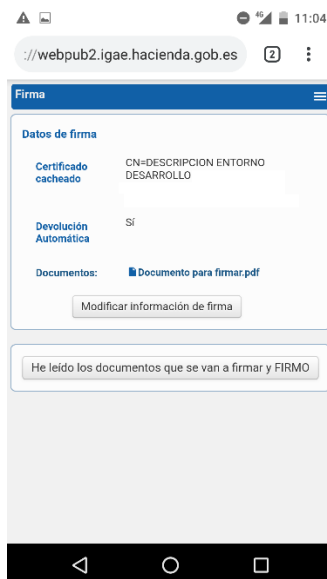 4G 11:04
://webpub2.igae.hacienda.gob.es 2
Firma
Datos de firma
Certificado cacheado
CN=DESCRIPCION ENTORNO
DESARROLLO
Devolución Automática
Sí
Documentos:
Documento para firmar.pdf
Modificar información de firma
He leído los documentos que se van a firmar y FIRMO